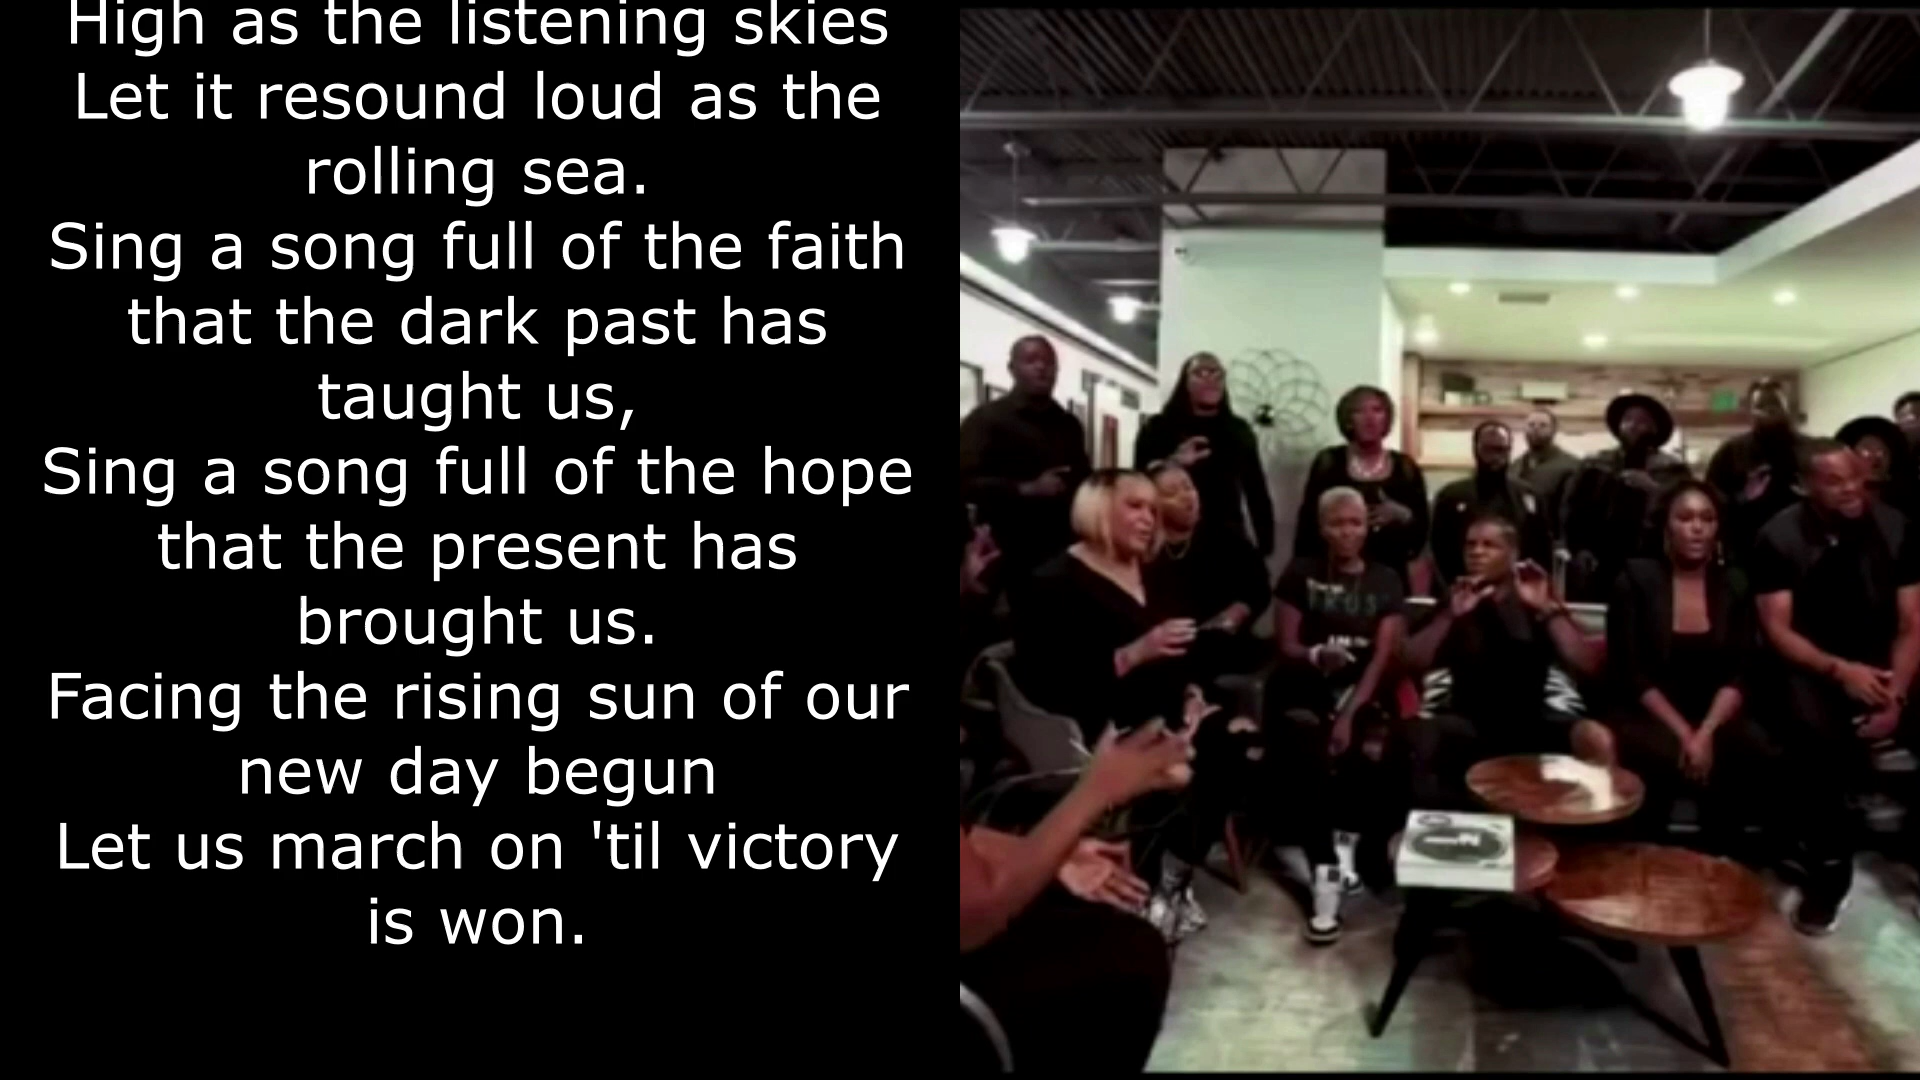 High as the listening skies
Let it resound loud as the
rolling sea.
Sing a song full of the faith
that the dark past has
taught us,
Sing a song full of the hope
that the present has
brought us.
Facing the rising sun of our
new day begun
Let us march on 'til victory
is won.